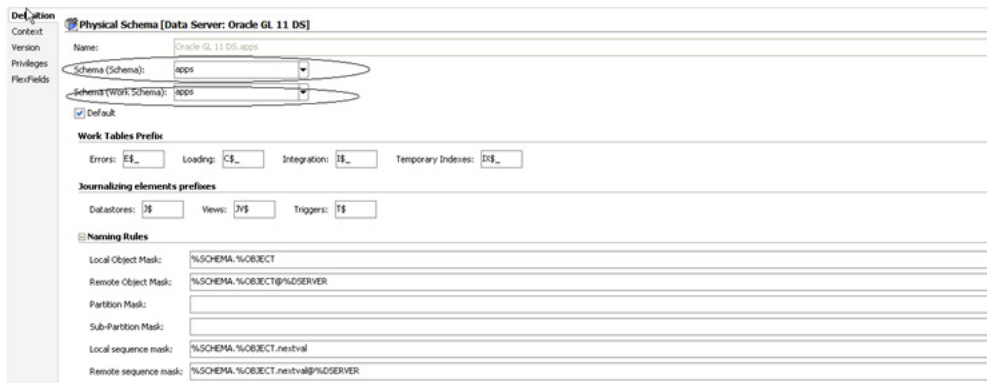 Definition
Context
Version
Privileges
FlexFields
Physical Schema [Data Server: Oracle GL 11 DS]
Name: Oracle GL 11 DS.apps
Schema (Schema): apps
Schema (Work Schema): apps
Default
Work Tables Prefix
Errors: E$_ Loading: C$_ Integration: I$_ Temporary Indexes: IX$_
Journalizing elements prefixes
Datastores: J$ Views: JV$ Triggers: T$
Naming Rules
Local Object Mask: %SCHEMA.%OBJECT
Remote Object Mask: %SCHEMA.%OBJECT@%DSERVER
Partition Mask:
Sub-Partition Mask:
Local sequence mask: %SCHEMA.%OBJECT.nextval
Remote sequence mask: %SCHEMA.%OBJECT.nextval@%DSERVER